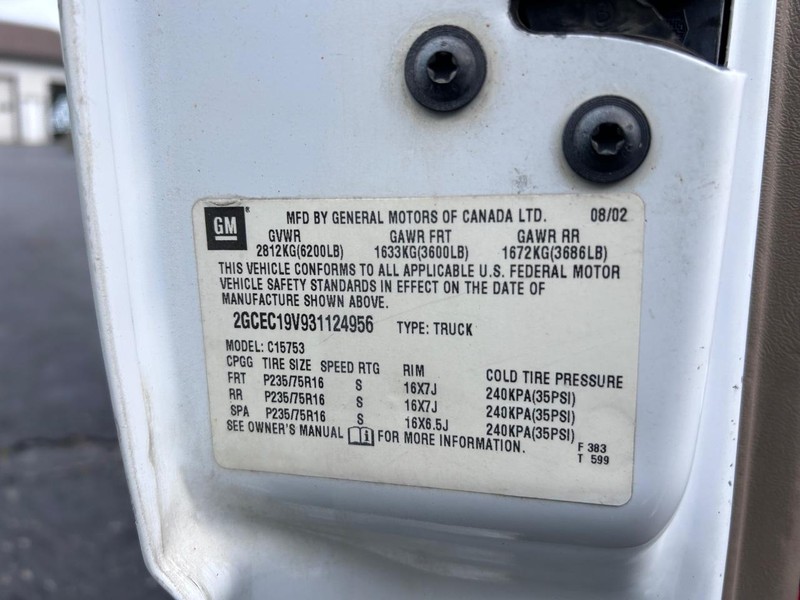 GM MFD BY GENERAL MOTORS OF CANADA LTD. 08/02
GVWR GAWR FRT GAWR RR
2812KG(6200LB) 1633KG(3600LB) 1672KG(3686LB)
THIS VEHICLE CONFORMS TO ALL APPLICABLE U.S. FEDERAL MOTOR
VEHICLE SAFETY STANDARDS IN EFFECT ON THE DATE OF
MANUFACTURE SHOWN ABOVE.
2GCEC19V931124956 TYPE: TRUCK
MODEL: C15753
CPGG TIRE SIZE SPEED RTG RIM COLD TIRE PRESSURE
FRT P235/75R16 S 16X7J 240KPA(35PSI)
RR P235/75R16 S 16X7J 240KPA(35PSI)
SPA P235/75R16 S 16X6.5J 240KPA(35PSI)
SEE OWNER'S MANUAL FOR MORE INFORMATION.
F 383
T 599